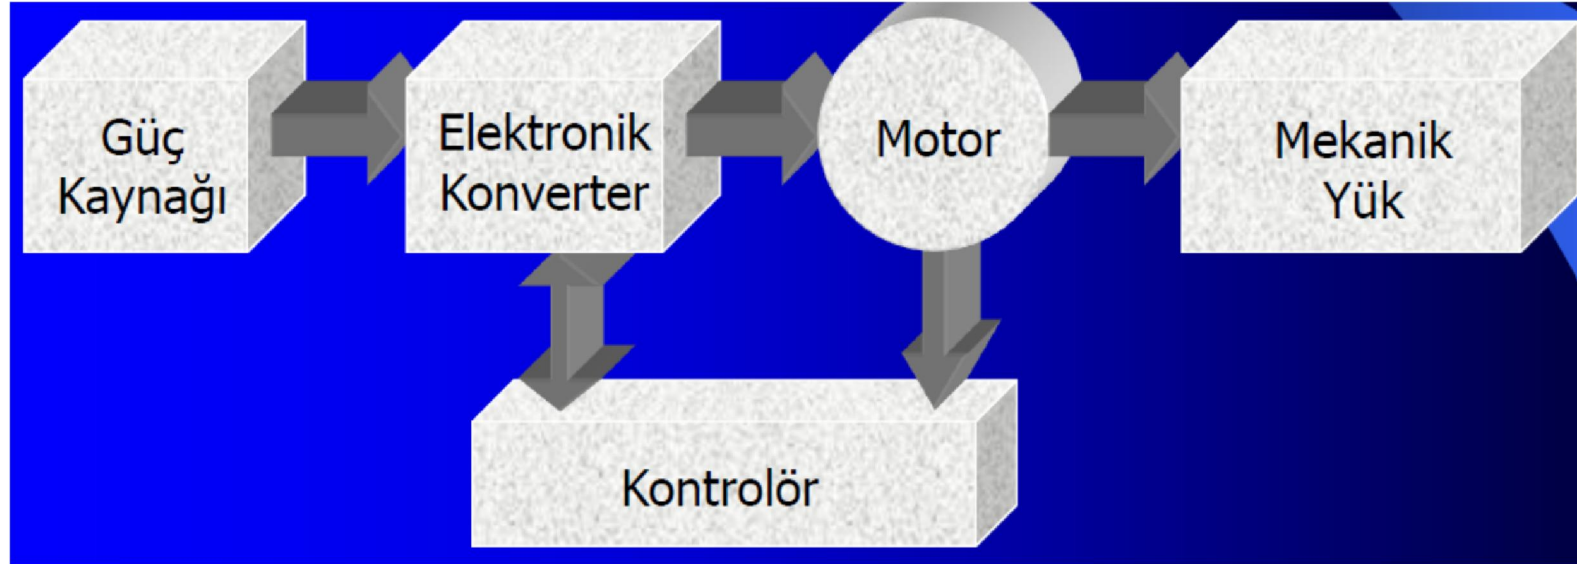 Güç
Kaynağı
Elektronik
Konverter
Motor
Mekanik
Yük
Kontrolör